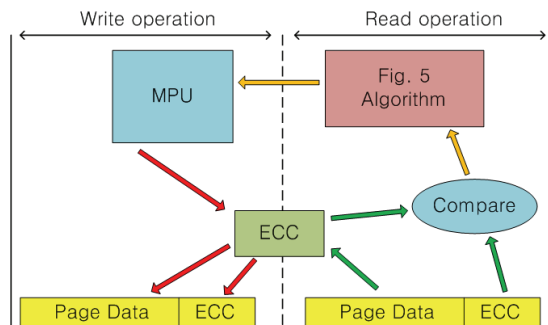 Write operation
Read operation
MPU
Fig. 5
Algorithm
Compare
ECC
Page Data
ECC
Page Data
ECC